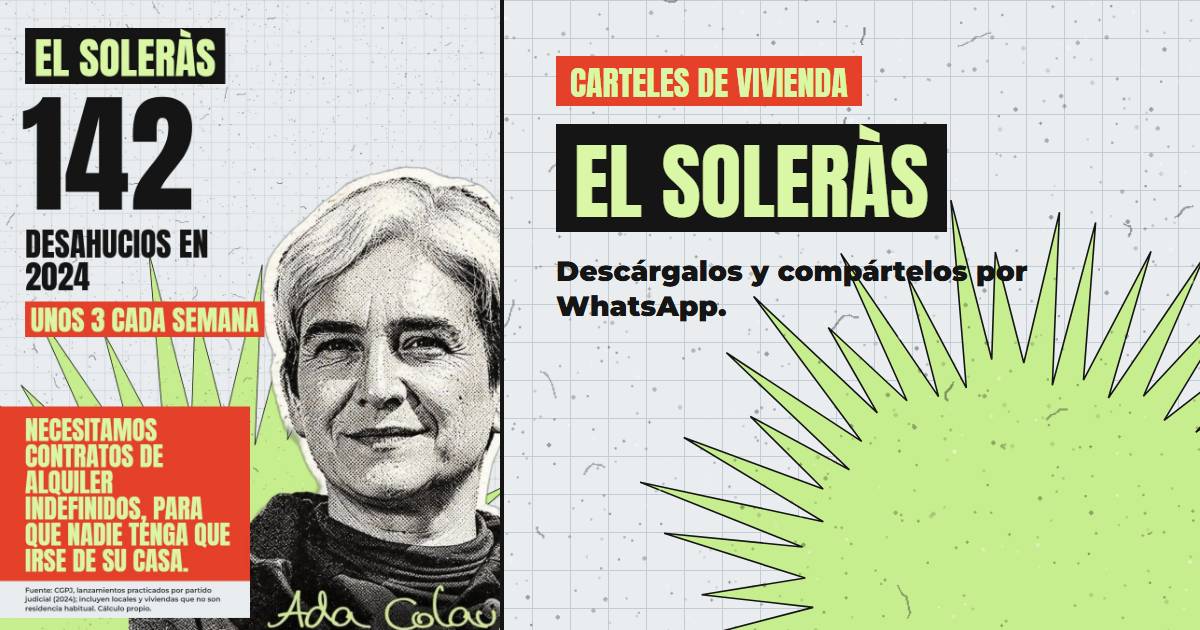 EL SOLERÀS
142
DESAHUCIOS EN
2024
UNOS 3 CADA SEMANA
NECESITAMOS
CONTRATOS DE
ALQUILER
INDEFINIDOS, PARA
QUE NADIE TENGA QUE
IRSE DE SU CASA.
Fuente: CGPJ, lanzamientos practicados por partido
judicial (2024); incluyen locales y viviendas que no son
residencia habitual. Cálculo propio.
Ada Colau
CARTELES DE VIVIENDA
EL SOLERÀS
Descárgalos y compártelos por
WhatsApp.